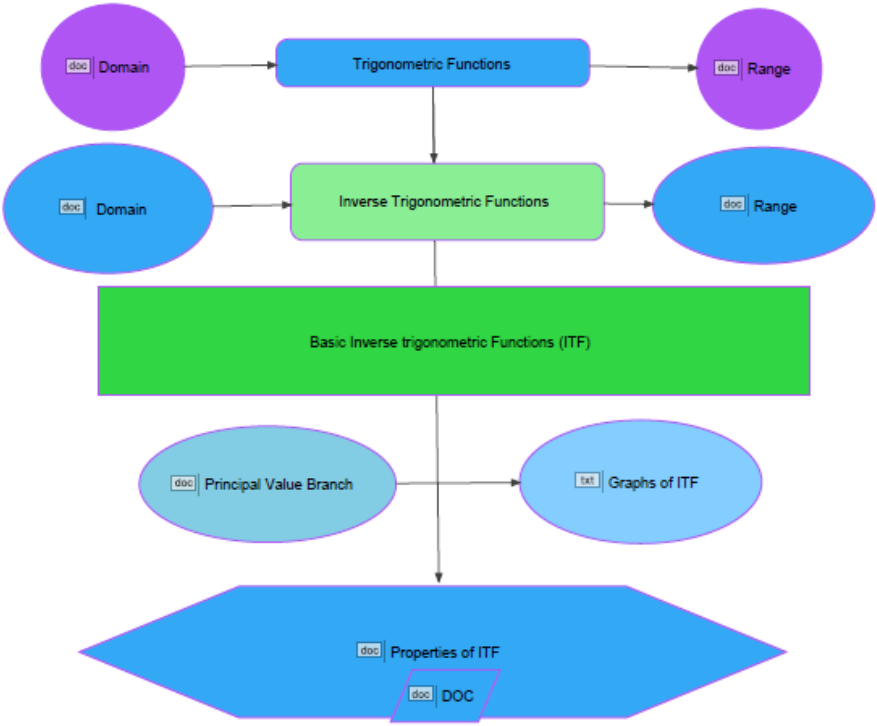 doc Domain
Trigonometric Functions
doc Range
doc Domain
Inverse Trigonometric Functions
doc Range
Basic Inverse trigonometric Functions (ITF)
doc Principal Value Branch
txt Graphs of ITF
doc Properties of ITF
doc DOC